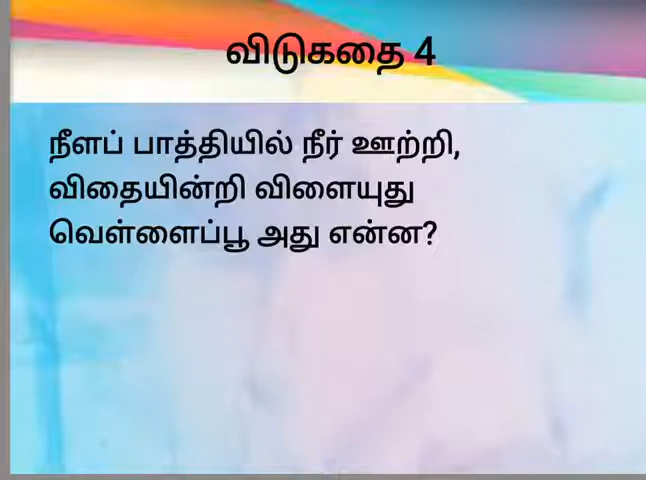 விடுகதை 4
நீளப் பாத்தியில் நீர் ஊற்றி,
விதையின்றி விளையுது
வெள்ளைப்பூ அது என்ன?